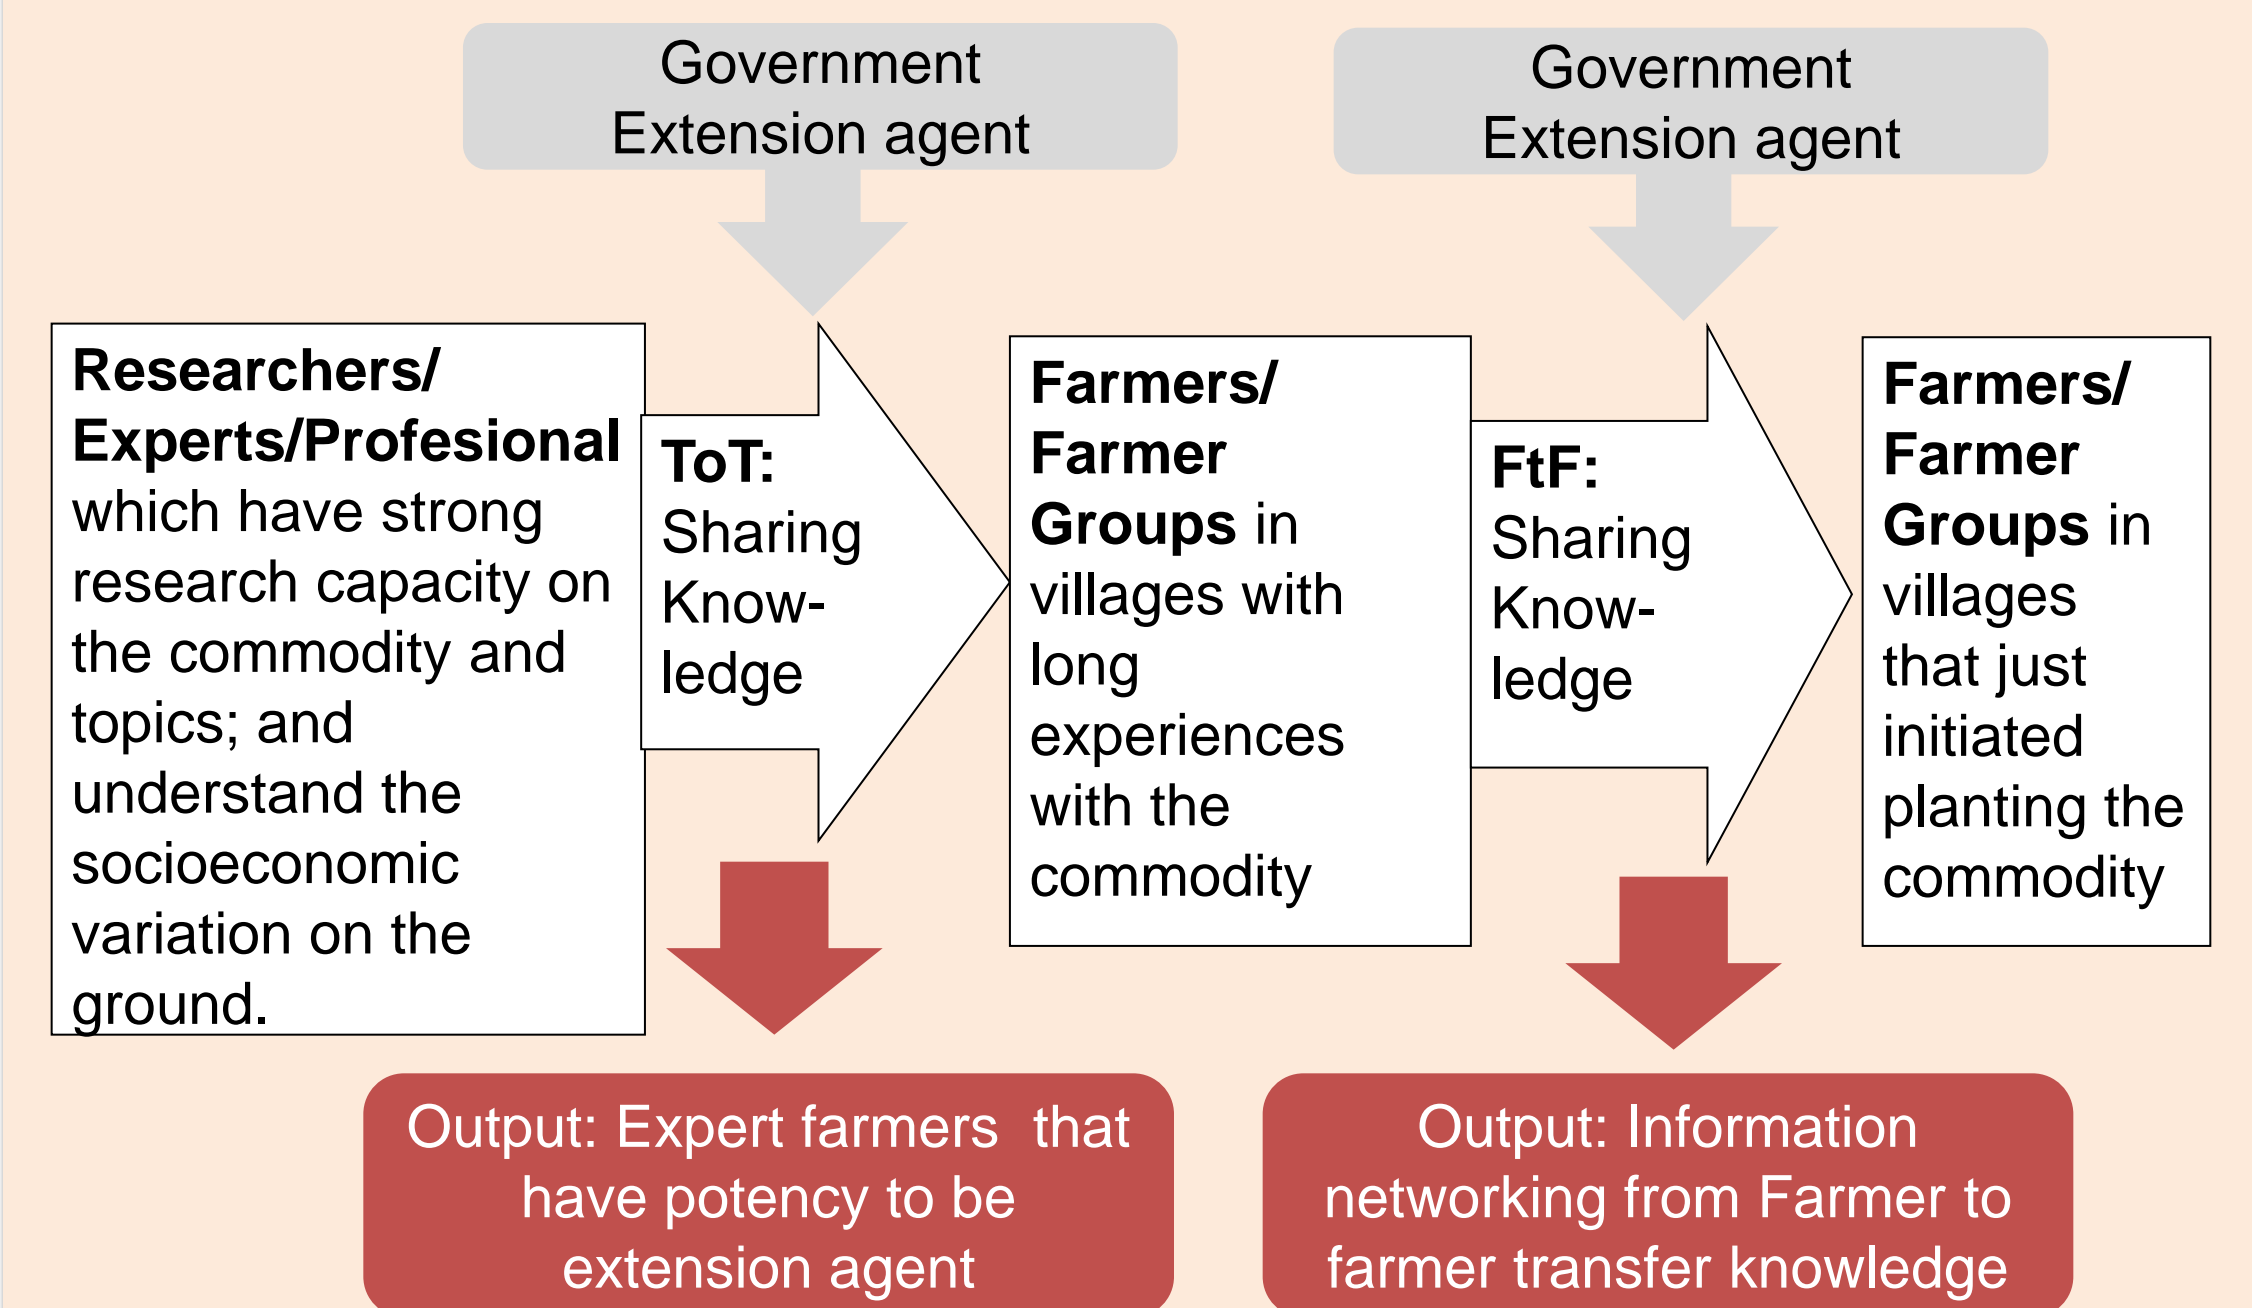 Government
Extension agent
Government
Extension agent
Researchers/
Experts/Profesional
which have strong
research capacity on
the commodity and
topics; and
understand the
socioeconomic
variation on the
ground.
ToT:
Sharing
Know-
ledge
Farmers/
Farmer
Groups in
villages with
long
experiences
with the
commodity
FtF:
Sharing
Know-
ledge
Farmers/
Farmer
Groups in
villages
that just
initiated
planting the
commodity
Output: Expert farmers  that
have potency to be
extension agent
Output: Information
networking from Farmer to
farmer transfer knowledge